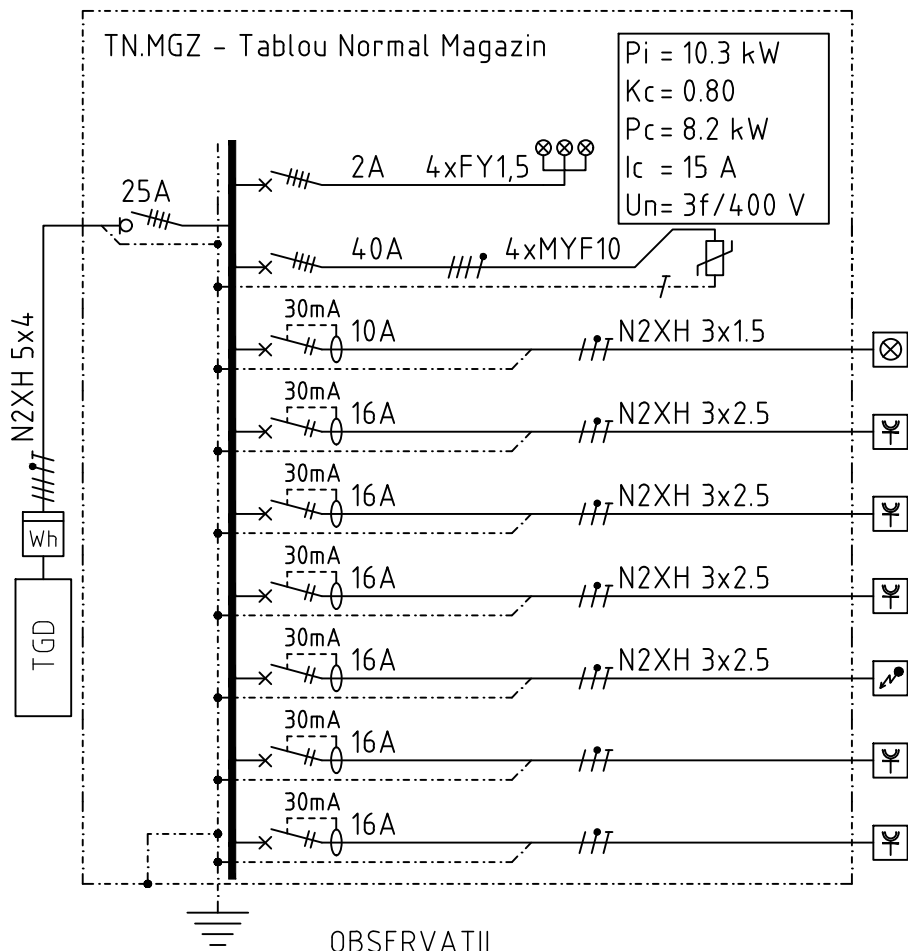 TN.MGZ - Tablou Normal Magazin
Pi = 10.3 kW
Kc = 0.80
Pc = 8.2 kW
Ic = 15 A
Un= 3f/400 V
2A 4xFY1,5
25A
40A 4xMYF10
30mA
10A N2XH 3x1.5
30mA
16A N2XH 3x2.5
30mA
16A N2XH 3x2.5
30mA
16A N2XH 3x2.5
30mA
16A N2XH 3x2.5
30mA
16A
30mA
16A
N2XH 5x4
Wh
TGD
OBSERVATII